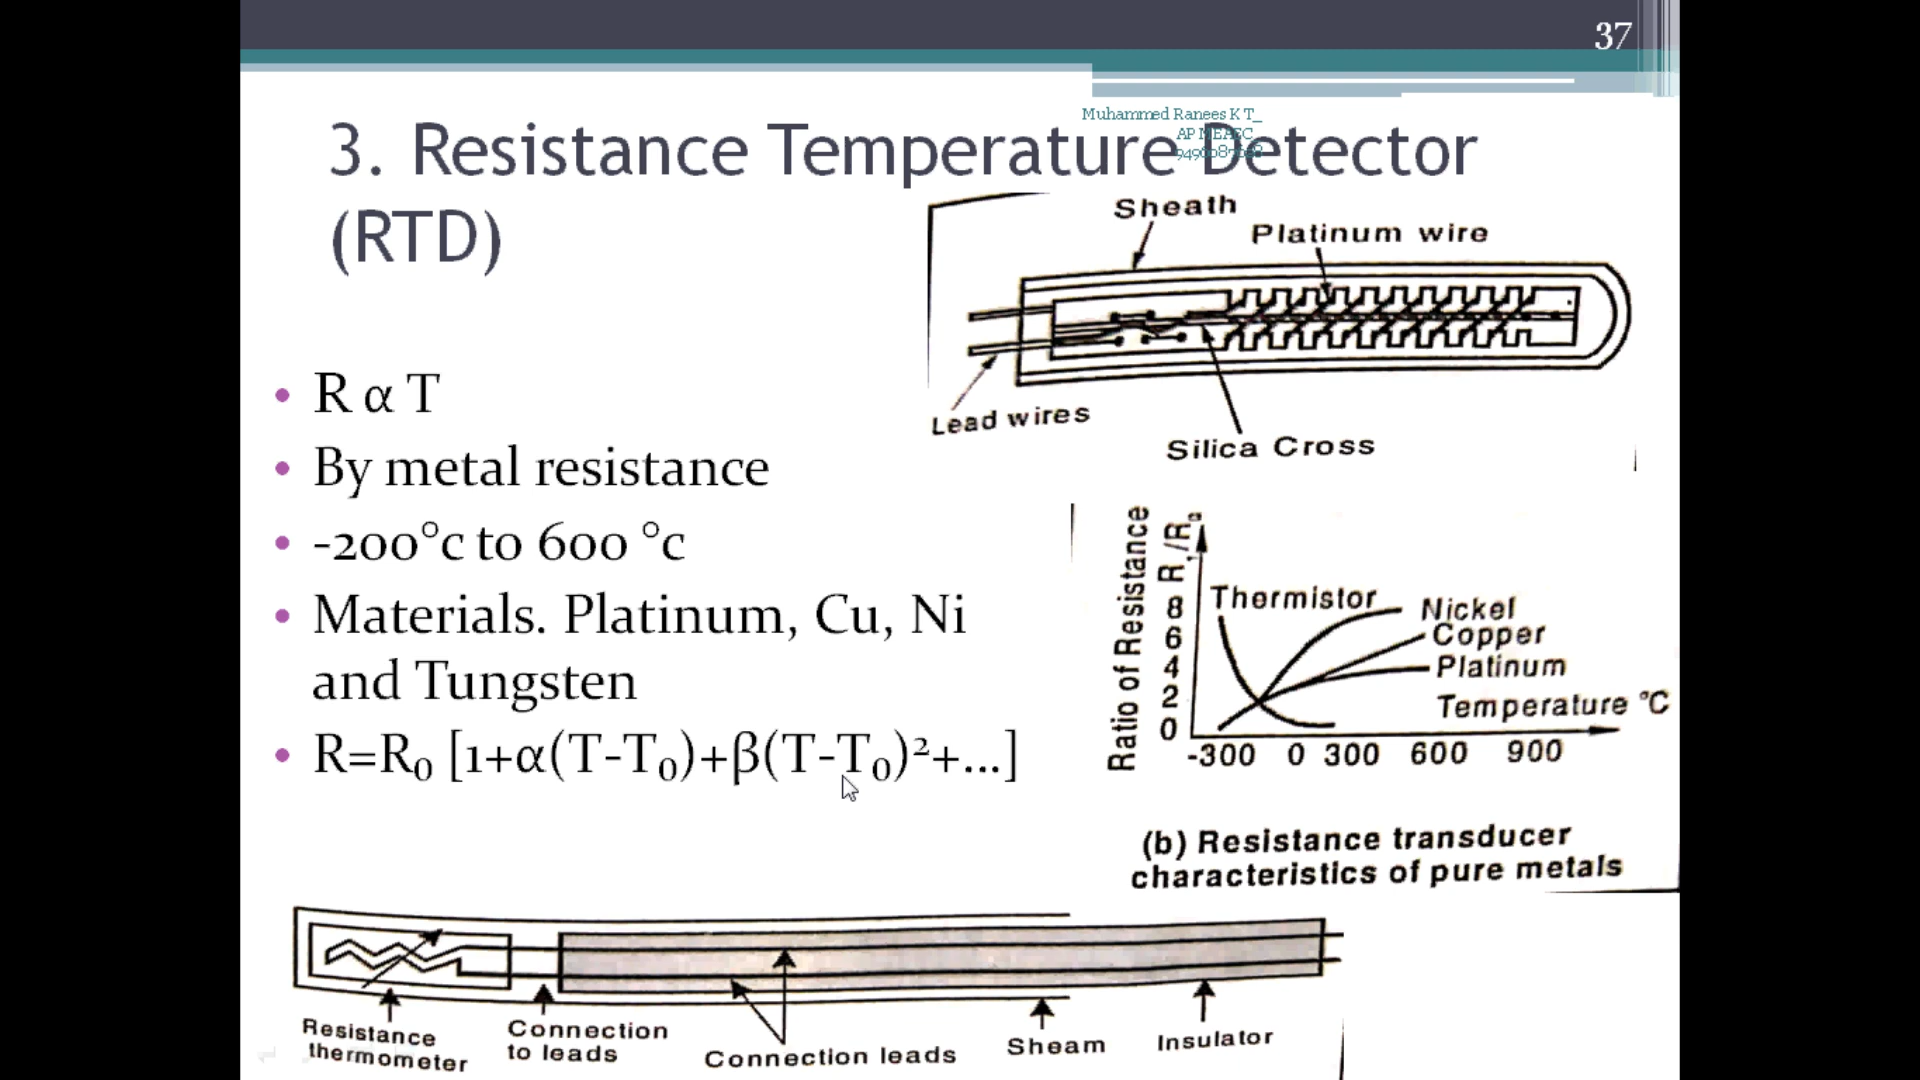 37
Muhammed Ranees K T_
AP MEAEC
3. Resistance Temperature Detector
(RTD)
Sheath
Platinum wire
Lead wires
Silica Cross
• R α T
• By metal resistance
• -200°c to 600 °c
• Materials. Platinum, Cu, Ni
and Tungsten
• R=R₀ [1+α(T-T₀)+β(T-T₀)²+...]
Ratio of Resistance
8
6
4
2
0
Thermistor
Nickel
Copper
Platinum
Temperature °C
-300 0 300 600 900
(b) Resistance transducer
characteristics of pure metals
Resistance
thermometer
Connection
to leads
Connection leads
Sheam
Insulator